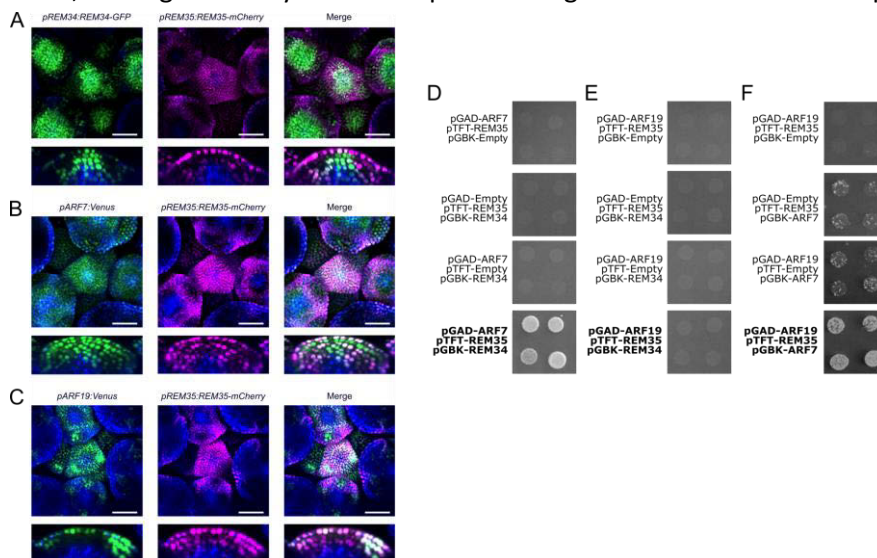 A
pREM34:REM34-GFP pREM35:REM35-mCherry Merge
B
pARF7:Venus pREM35:REM35-mCherry Merge
C
pARF19:Venus pREM35:REM35-mCherry Merge
D
pGAD-ARF7
pTFT-REM35
pGBK-Empty
pGAD-Empty
pTFT-REM35
pGBK-REM34
pGAD-ARF7
pTFT-Empty
pGBK-REM34
pGAD-ARF7
pTFT-REM35
pGBK-REM34
E
pGAD-ARF19
pTFT-REM35
pGBK-Empty
pGAD-Empty
pTFT-REM35
pGBK-REM34
pGAD-ARF19
pTFT-Empty
pGBK-REM34
pGAD-ARF19
pTFT-REM35
pGBK-REM34
F
pGAD-ARF19
pTFT-REM35
pGBK-Empty
pGAD-Empty
pTFT-REM35
pGBK-ARF7
pGAD-ARF19
pTFT-Empty
pGBK-ARF7
pGAD-ARF19
pTFT-REM35
pGBK-ARF7